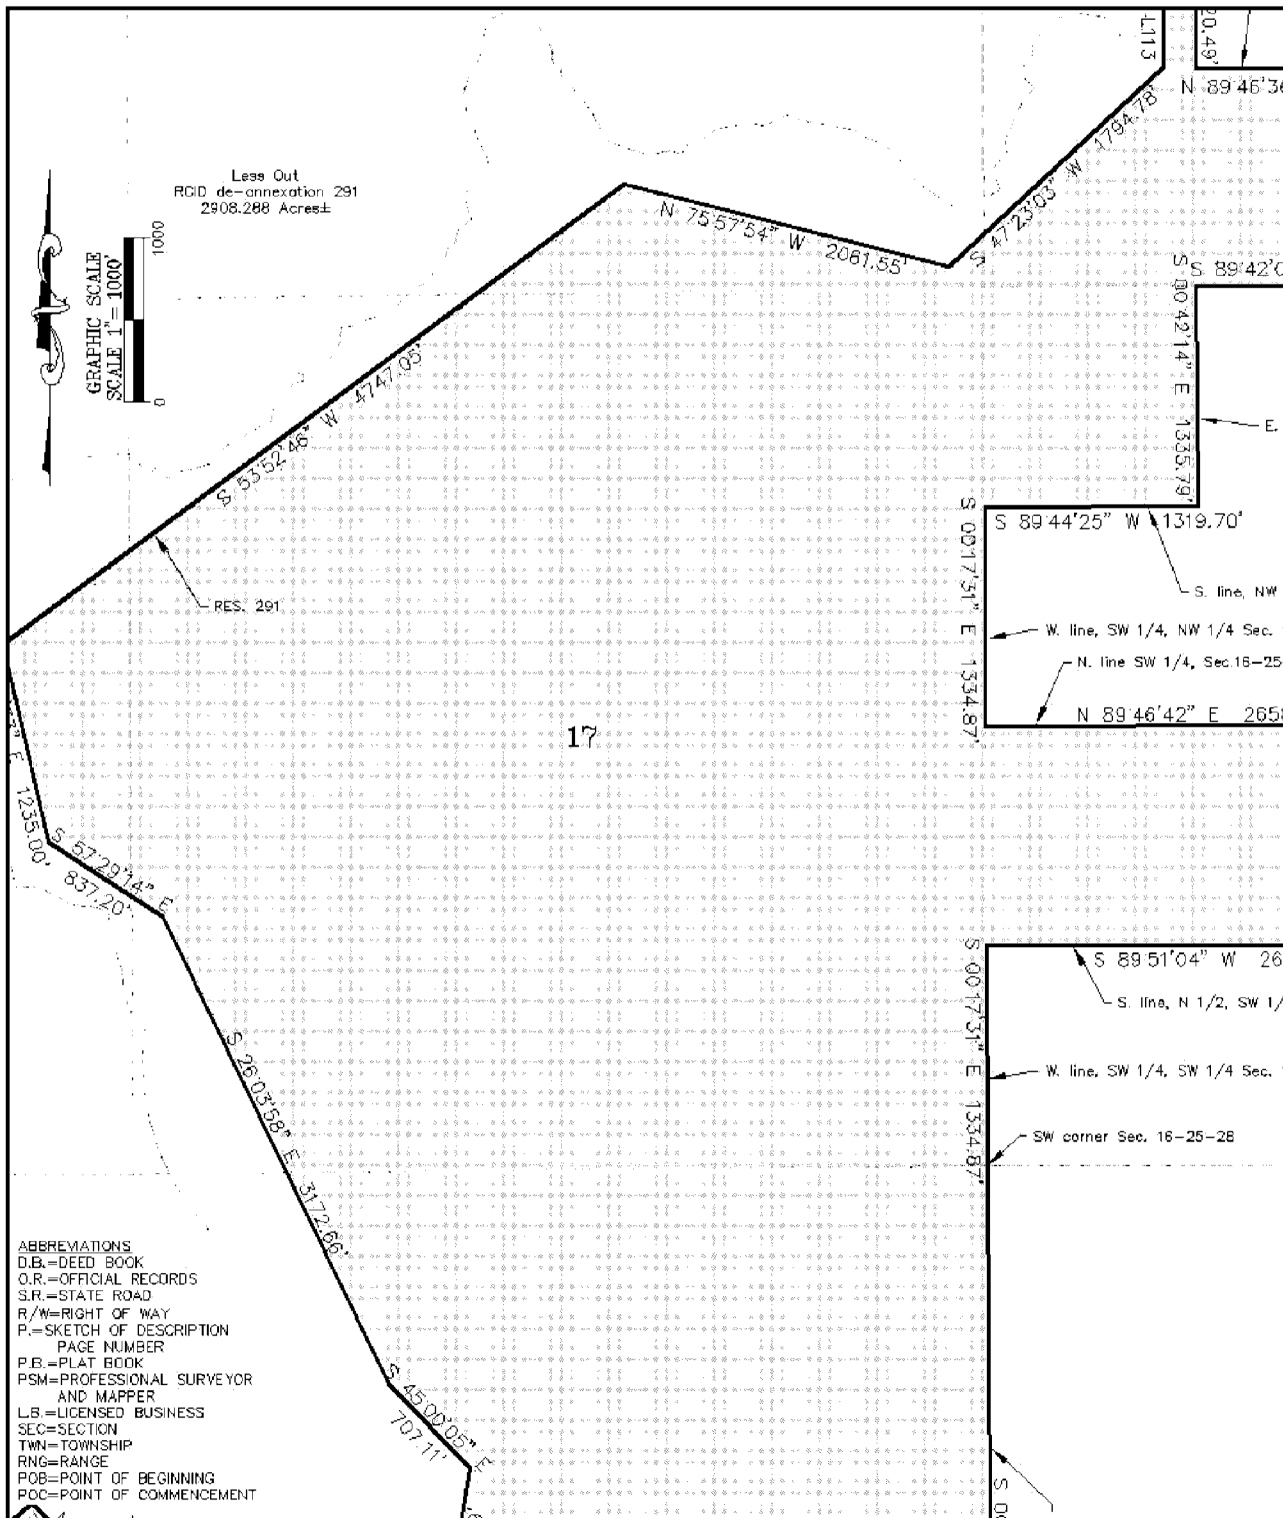 L113
20.49'
N 89°46'36
S 47°23'03" W 1794.78'
Less Out
RCID de-annexation 291
2908.288 Acres±
GRAPHIC SCALE
SCALE 1"= 1000'
0
1000
N 75°57'54" W 2061.55'
S 89°42'0
S 00°42'14" E 1335.79'
E.
S 53°52'46" W 4747.05'
RES. 291
S 89°44'25" W 1319.70'
S. line, NW
S 00°17'31" E 1334.87'
W. line, SW 1/4, NW 1/4 Sec.
N. line SW 1/4, Sec.16-25-
N 89°46'42" E 2658
17
E 1235.00'
S 57°29'14" E
837.20'
S 89°51'04" W 26
S. line, N 1/2, SW 1/
S 00°17'31" E 1334.87'
W. line, SW 1/4, SW 1/4 Sec.
SW corner Sec. 16-25-28
S 26°03'58" E 3172.66'
S 45°00'05" E
707.11'
S 00
ABBREVIATIONS
D.B.=DEED BOOK
O.R.=OFFICIAL RECORDS
S.R.=STATE ROAD
R/W=RIGHT OF WAY
P.=SKETCH OF DESCRIPTION
PAGE NUMBER
P.B.=PLAT BOOK
PSM=PROFESSIONAL SURVEYOR
AND MAPPER
L.B.=LICENSED BUSINESS
SEC=SECTION
TWN=TOWNSHIP
RNG=RANGE
POB=POINT OF BEGINNING
POC=POINT OF COMMENCEMENT